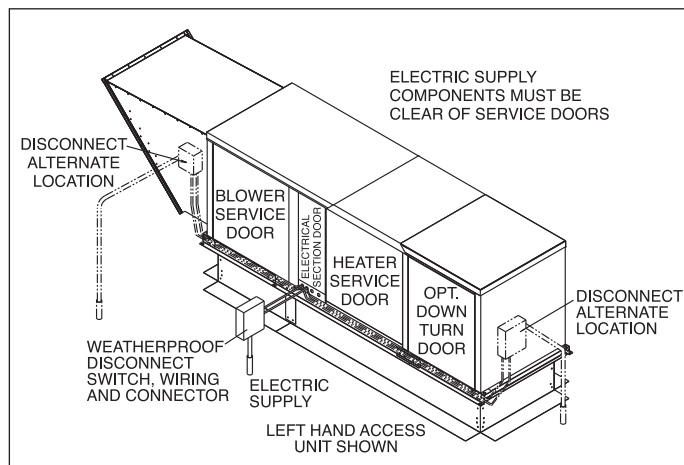 ELECTRIC SUPPLY
COMPONENTS MUST BE
CLEAR OF SERVICE DOORS
DISCONNECT
ALTERNATE
LOCATION
BLOWER
SERVICE
DOOR
ELECTRICAL
SECTION DOOR
HEATER
SERVICE
DOOR
OPT.
DOWN
TURN
DOOR
DISCONNECT
ALTERNATE
LOCATION
WEATHERPROOF
DISCONNECT
SWITCH, WIRING
AND CONNECTOR
ELECTRIC
SUPPLY
LEFT HAND ACCESS
UNIT SHOWN